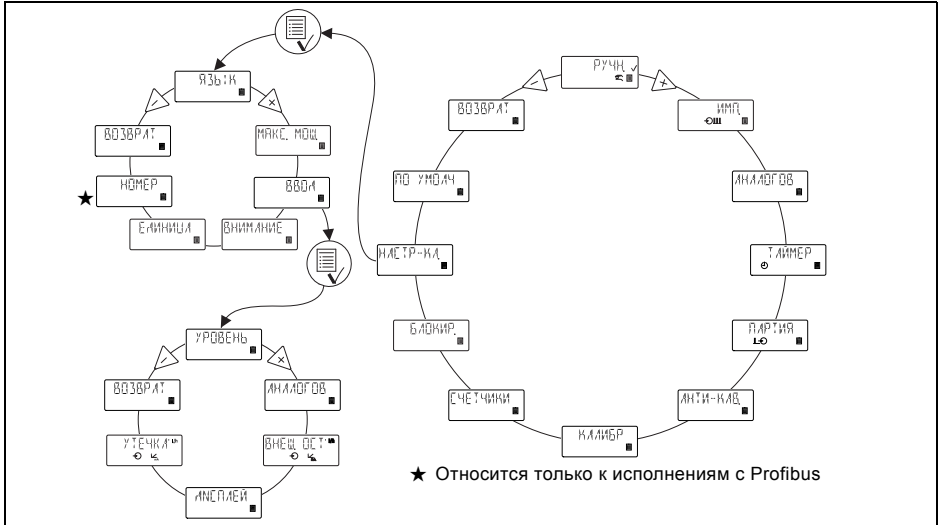 РУЧН.
ЯЗЫК
ВОЗВРАТ
ИМП.
ВОЗВРАТ
МАКС. МОЩ.
НОМЕР
ВВОД
ПО УМОЛЧ
АНАЛОГОВ
ЕДИНИЦА
ВНИМАНИЕ
НАСТР-КА
ТАЙМЕР
УРОВЕНЬ
БЛОКИР.
ПАРТИЯ
ВОЗВРАТ
АНАЛОГОВ
СЧЕТЧИКИ
АНТИ-КАВ.
УТЕЧКА
ВНЕШ. ОСТ.
КАЛИБР
ДИСПЛЕЙ
★ Относится только к исполнениям с Profibus